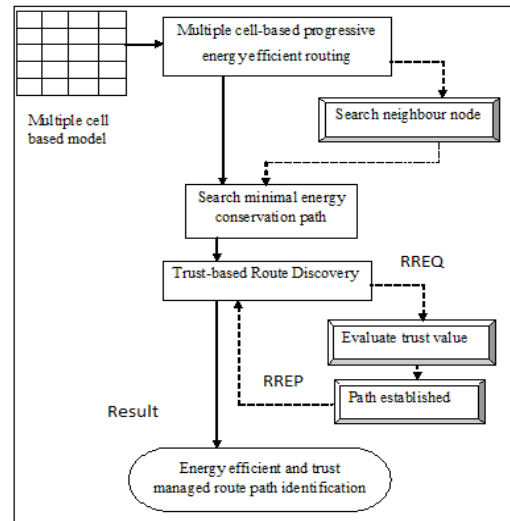 Multiple cell-based progressive
energy efficient routing
Multiple cell
based model
Search neighbour node
Search minimal energy
conservation path
Trust-based Route Discovery
RREQ
Evaluate trust value
RREP
Path established
Result
Energy efficient and trust
managed route path identification